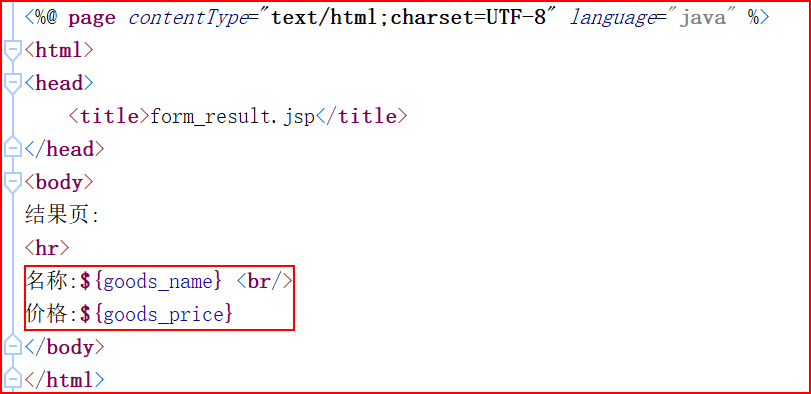 <%@ page contentType="text/html;charset=UTF-8" language="java" %>
<html>
<head>
    <title>form_result.jsp</title>
</head>
<body>
结果页:
<hr>
名称:${goods_name} <br/>
价格:${goods_price}
</body>
</html>